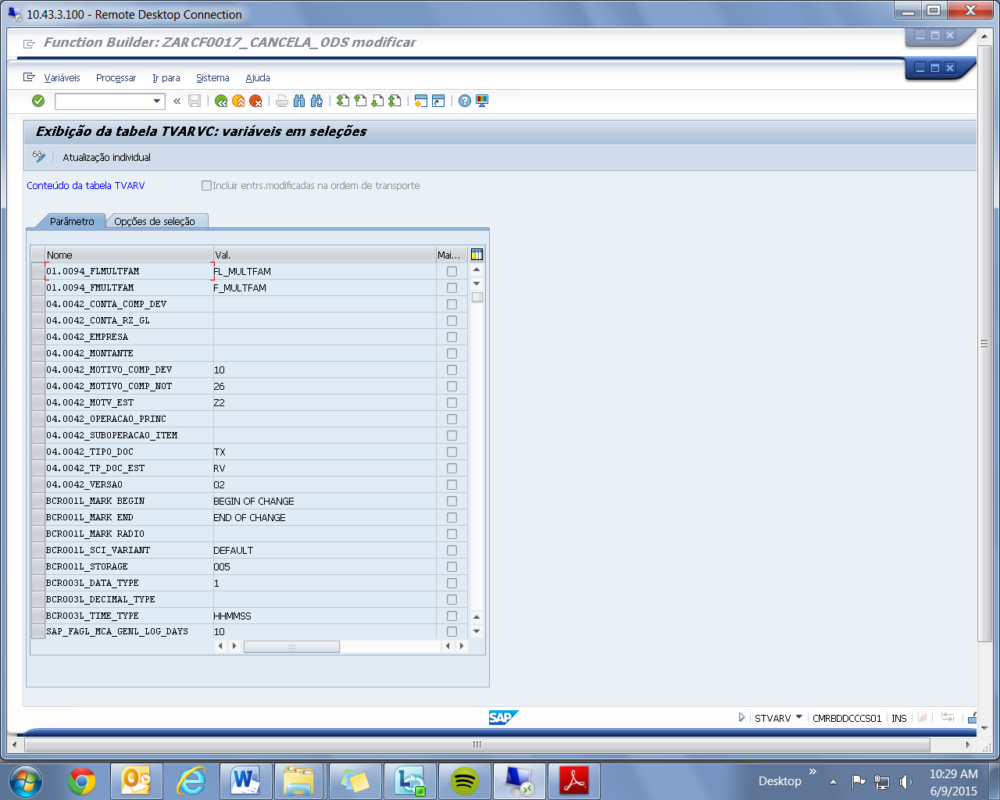 10.43.3.100 - Remote Desktop Connection
Function Builder: ZARCF0017_CANCELA_ODS modificar
Variáveis Processar Ir para Sistema Ajuda
Exibição da tabela TVARVC: variáveis em seleções
Atualização individual
Conteúdo da tabela TVARV Incluir entrs.modificadas na ordem de transporte
Parâmetro Opções de seleção
Nome Val. Mai...
01.0094_FLMULTFAM FL_MULTFAM
01.0094_FMULTFAM F_MULTFAM
04.0042_CONTA_COMP_DEV
04.0042_CONTA_RZ_GL
04.0042_EMPRESA
04.0042_MONTANTE
04.0042_MOTIVO_COMP_DEV 10
04.0042_MOTIVO_COMP_NOT 26
04.0042_MOTV_EST Z2
04.0042_OPERACAO_PRINC
04.0042_SUBOPERACAO_ITEM
04.0042_TIPO_DOC TX
04.0042_TP_DOC_EST RV
04.0042_VERSAO 02
BCR001L_MARK BEGIN BEGIN OF CHANGE
BCR001L_MARK END END OF CHANGE
BCR001L_MARK RADIO
BCR001L_SCI_VARIANT DEFAULT
BCR001L_STORAGE 005
BCR003L_DATA_TYPE 1
BCR003L_DECIMAL_TYPE
BCR003L_TIME_TYPE HHMMSS
SAP_FAGL_MCA_GENL_LOG_DAYS 10
SAP STVARV CMRBDDCCCS01 INS
Desktop 10:29 AM
6/9/2015